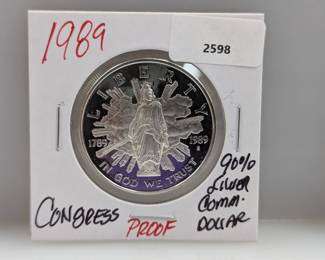 1989
2598
LIBERTY
1789 1989
S
IN GOD WE TRUST
CONGRESS
PROOF
90%
SILVER
COMM.
DOLLAR